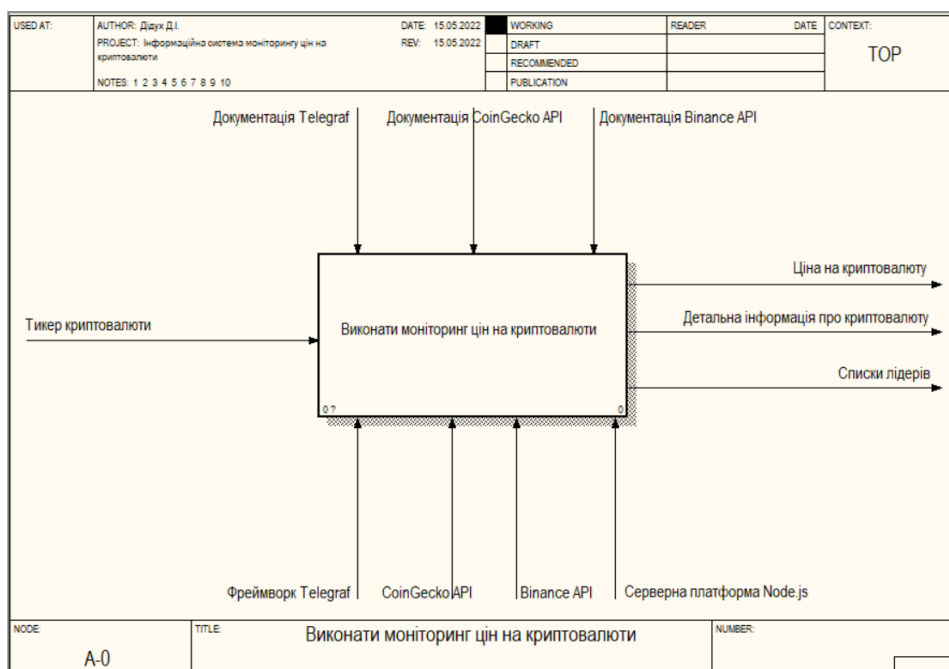 USED AT:
AUTHOR: Дідух Д.І.
DATE: 15.05.2022
PROJECT: Інформаційна система моніторингу цін на
криптовалюти
REV: 15.05.2022
NOTES: 1 2 3 4 5 6 7 8 9 10
WORKING
DRAFT
RECOMMENDED
PUBLICATION
READER
DATE
CONTEXT:
TOP
Документація Telegraf
Документація CoinGecko API
Документація Binance API
Тикер криптовалюти
Виконати моніторинг цін на криптовалюти
0 ?
0
Ціна на криптовалюту
Детальна інформація про криптовалюту
Списки лідерів
Фреймворк Telegraf
CoinGecko API
Binance API
Серверна платформа Node.js
NODE:
A-0
TITLE:
Виконати моніторинг цін на криптовалюти
NUMBER: